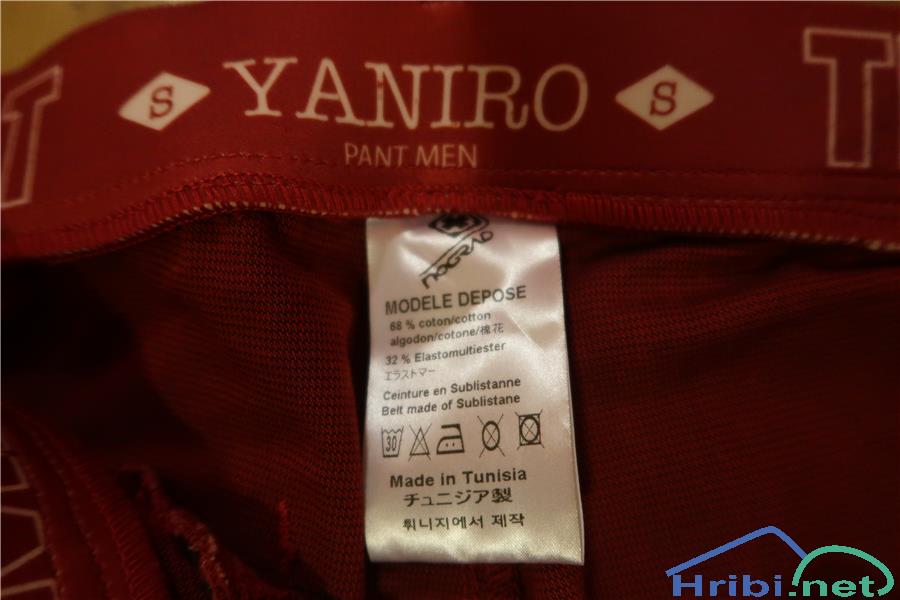 S YANIRO S
PANT MEN
NOGRAD
MODELE DEPOSE
68 % coton/cotton
algodon/cotone/棉花
32 % Elastomultiester
エラストマー
Ceinture en Sublistanne
Belt made of Sublistane
30
Made in Tunisia
チュニジア製
튀니지에서 제작
Hribi.net